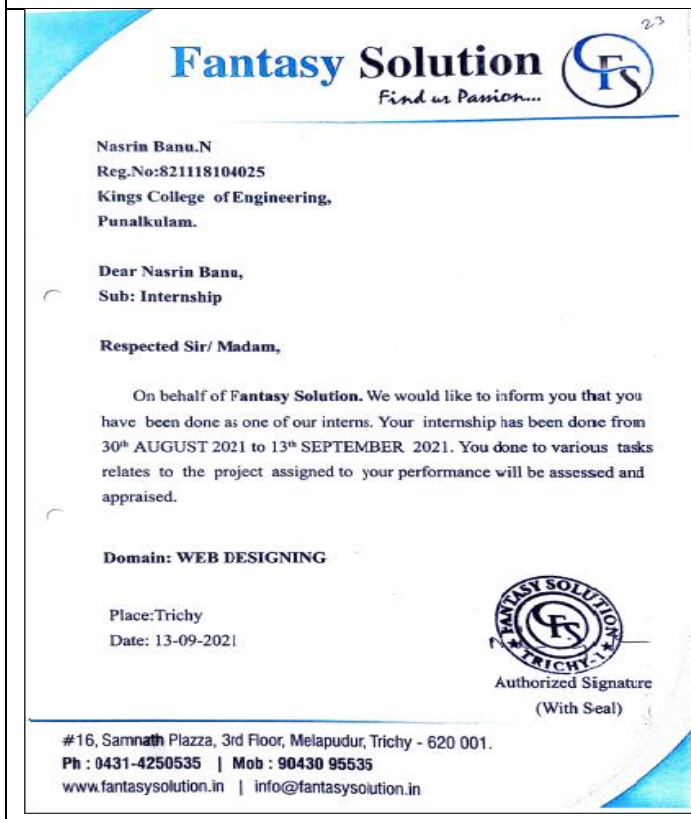 23
Fantasy Solution
Find us Passion...
CFS
Nasrin Banu.N
Reg.No:821118104025
Kings College of Engineering,
Punalkulam.
Dear Nasrin Banu,
Sub: Internship
Respected Sir/ Madam,
On behalf of Fantasy Solution. We would like to inform you that you
have been done as one of our interns. Your internship has been done from
30th AUGUST 2021 to 13th SEPTEMBER 2021. You done to various tasks
relates to the project assigned to your performance will be assessed and
appraised.
Domain: WEB DESIGNING
Place:Trichy
Date: 13-09-2021
FANTASY SOLUTION
CFS
★ TRICHY-1 ★
Authorized Signature
(With Seal)
#16, Samnath Plazza, 3rd Floor, Melapudur, Trichy - 620 001.
Ph : 0431-4250535 | Mob : 90430 95535
www.fantasysolution.in | info@fantasysolution.in